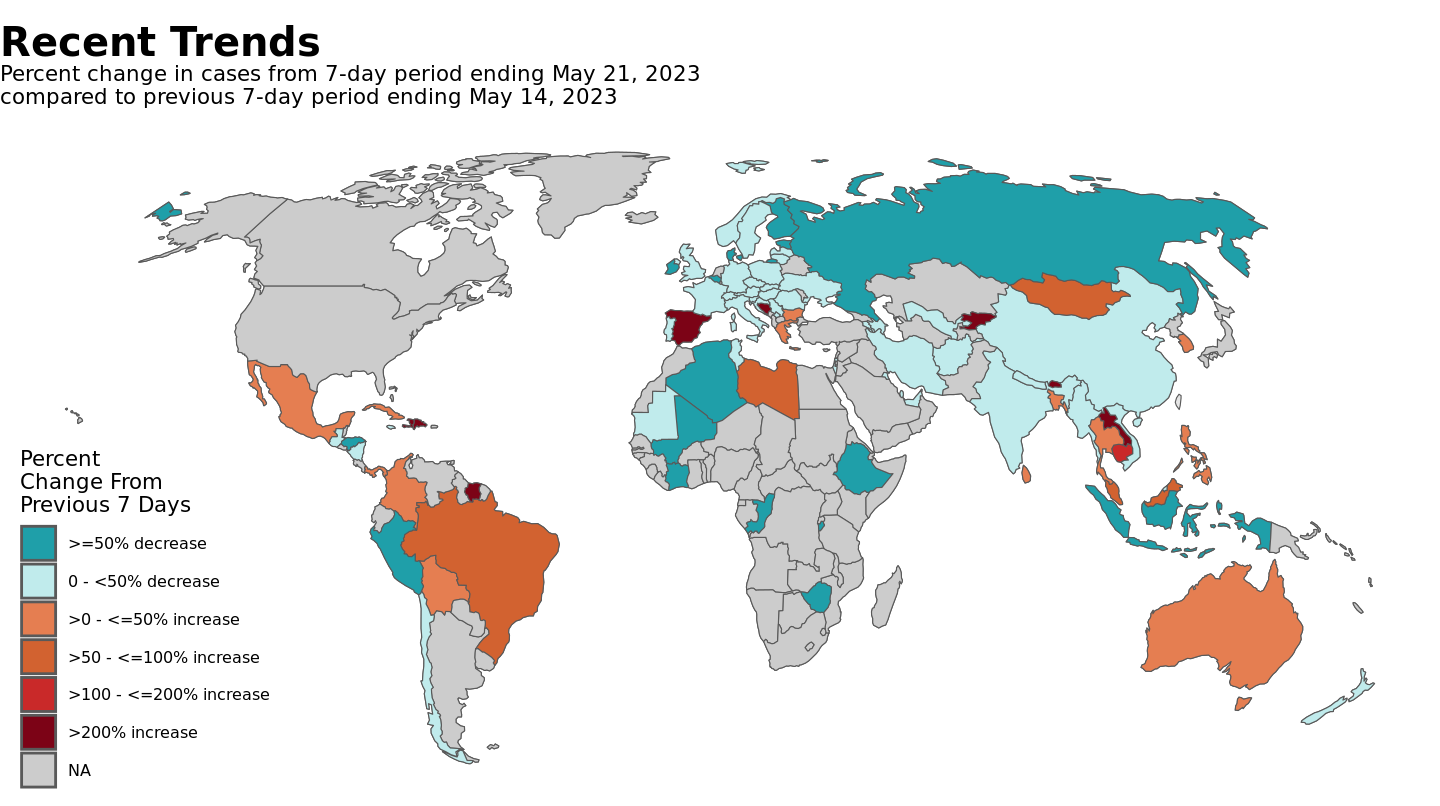 Recent Trends
Percent change in cases from 7-day period ending May 21, 2023
compared to previous 7-day period ending May 14, 2023
Percent
Change From
Previous 7 Days
>=50% decrease
0 - <50% decrease
>0 - <=50% increase
>50 - <=100% increase
>100 - <=200% increase
>200% increase
NA